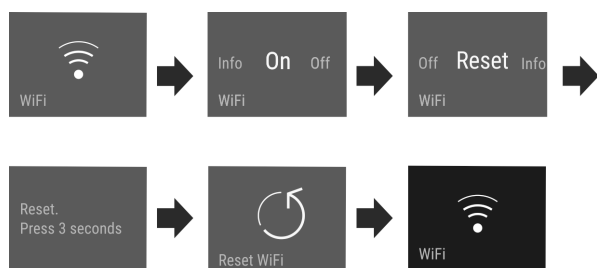 WiFi
Info On Off
WiFi
Off Reset Info
WiFi
Reset.
Press 3 seconds
Reset WiFi
WiFi